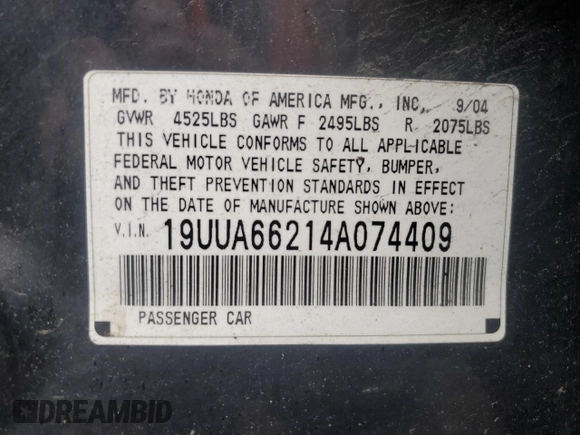 MFD. BY HONDA OF AMERICA MFG., INC, 9/04
GVWR 4525LBS GAWR F 2495LBS R 2075LBS
THIS VEHICLE CONFORMS TO ALL APPLICABLE
FEDERAL MOTOR VEHICLE SAFETY, BUMPER,
AND THEFT PREVENTION STANDARDS IN EFFECT
ON THE DATE OF MANUFACTURE SHOWN ABOVE:
V.I.N. 19UUA66214A074409
PASSENGER CAR
DREAMBID